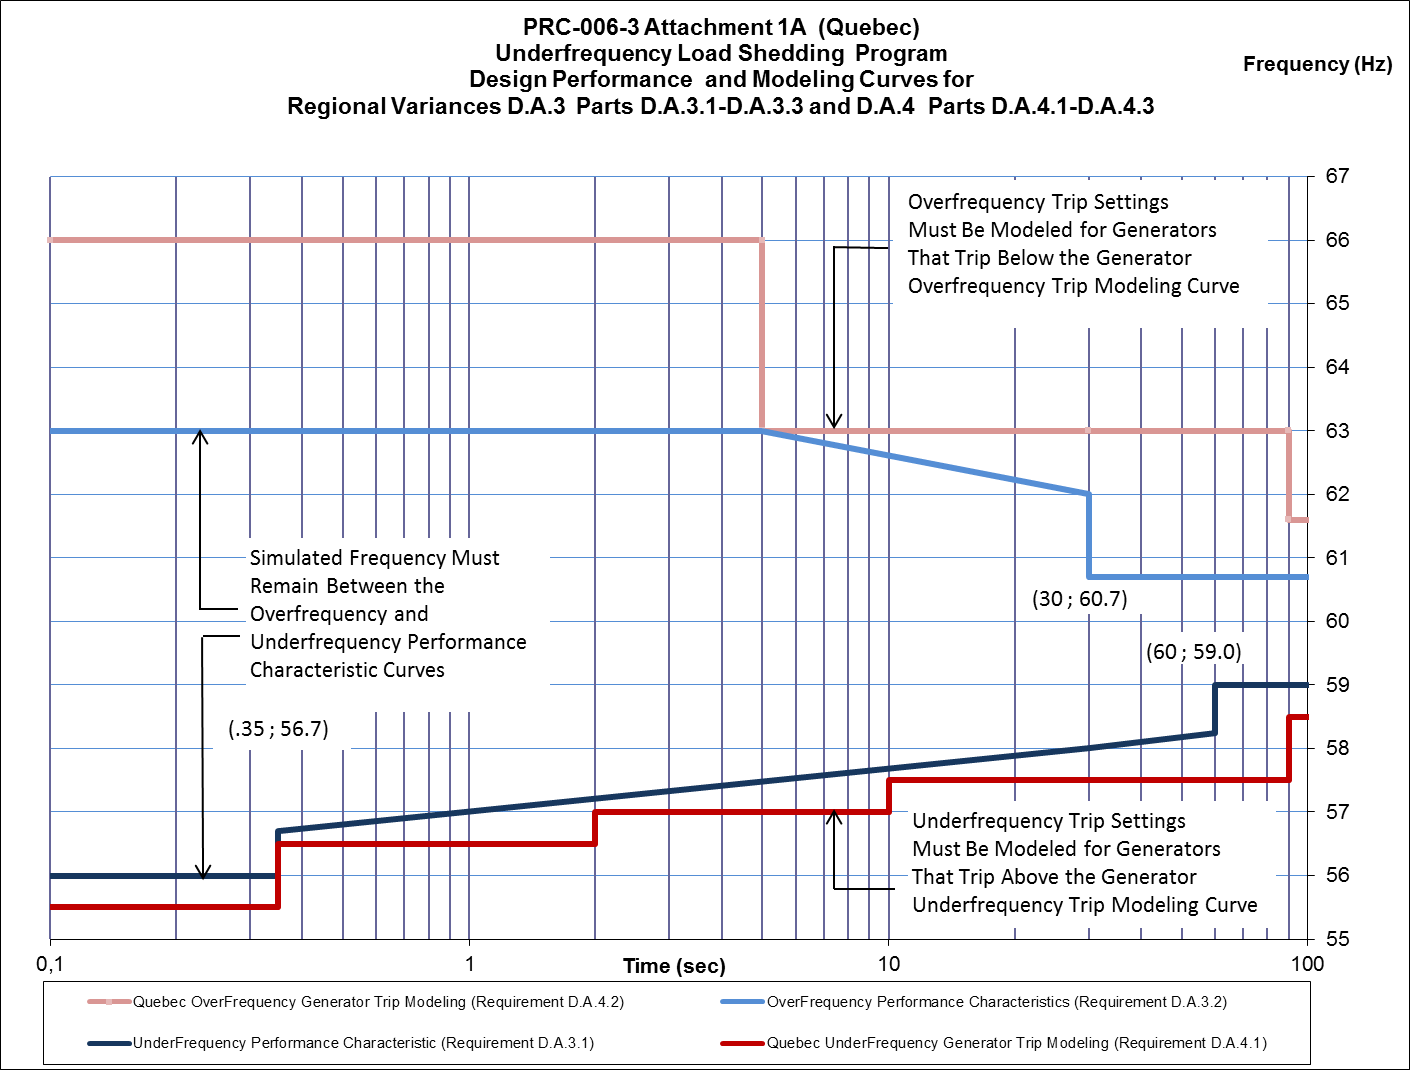 PRC-006-3 Attachment 1A (Quebec)
Underfrequency Load Shedding Program
Design Performance and Modeling Curves for
Regional Variances D.A.3 Parts D.A.3.1-D.A.3.3 and D.A.4 Parts D.A.4.1-D.A.4.3
Frequency (Hz)
67
66
65
64
63
62
61
60
59
58
57
56
55
Overfrequency Trip Settings
Must Be Modeled for Generators
That Trip Below the Generator
Overfrequency Trip Modeling Curve
Simulated Frequency Must
Remain Between the
Overfrequency and
Underfrequency Performance
Characteristic Curves
(30 ; 60.7)
(60 ; 59.0)
(.35 ; 56.7)
Underfrequency Trip Settings
Must Be Modeled for Generators
That Trip Above the Generator
Underfrequency Trip Modeling Curve
0,1
1
Time (sec)
10
100
Quebec OverFrequency Generator Trip Modeling (Requirement D.A.4.2)
OverFrequency Performance Characteristics (Requirement D.A.3.2)
UnderFrequency Performance Characteristic (Requirement D.A.3.1)
Quebec UnderFrequency Generator Trip Modeling (Requirement D.A.4.1)